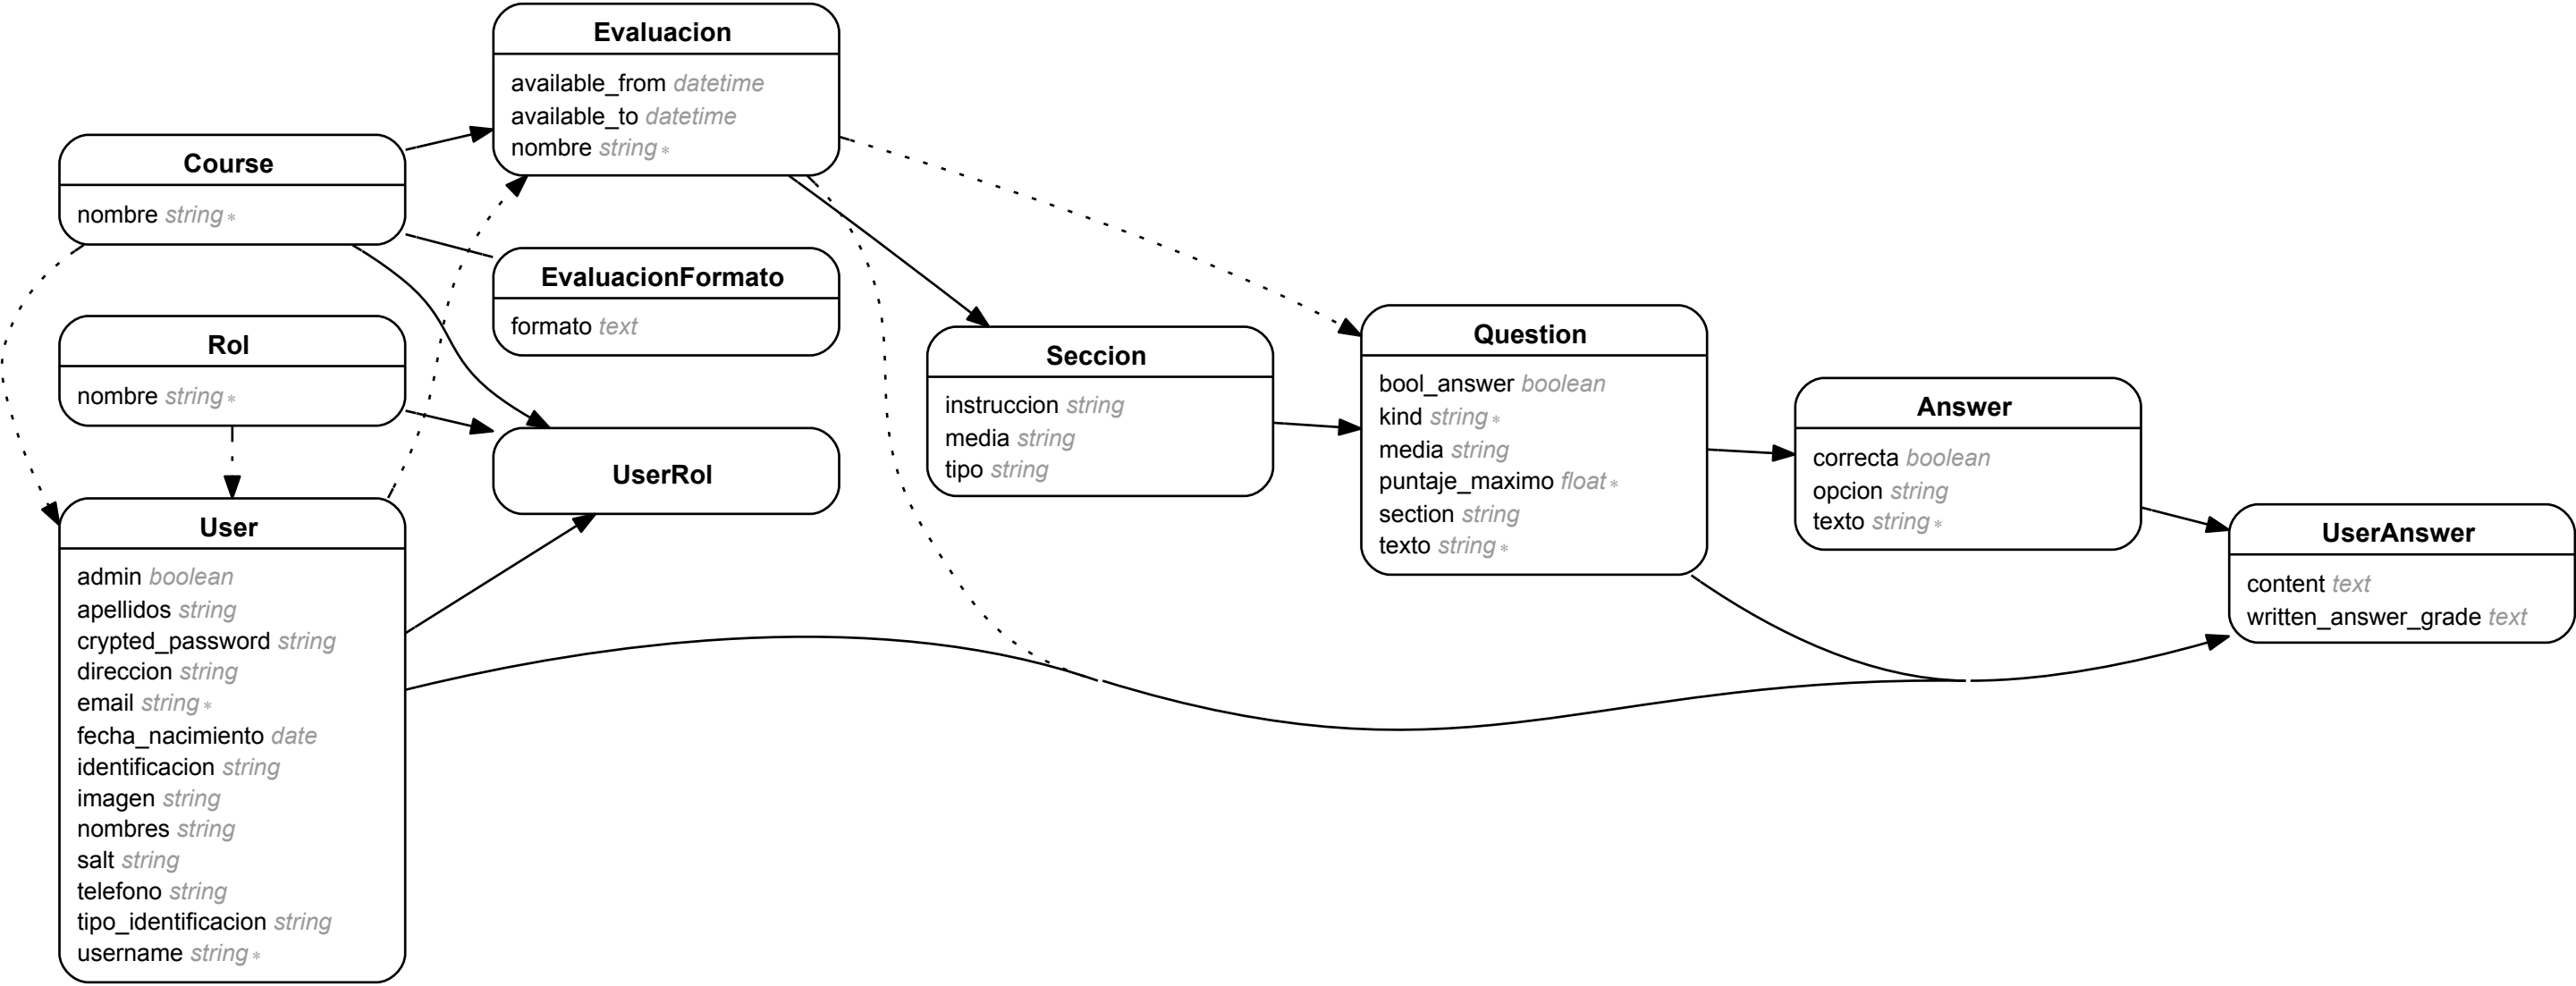 Evaluacion
available_from datetime
available_to datetime
nombre string *
Course
nombre string *
EvaluacionFormato
formato text
Rol
nombre string *
UserRol
User
admin boolean
apellidos string
crypted_password string
direccion string
email string *
fecha_nacimiento date
identificacion string
imagen string
nombres string
salt string
telefono string
tipo_identificacion string
username string *
Seccion
instruccion string
media string
tipo string
Question
bool_answer boolean
kind string *
media string
puntaje_maximo float *
section string
texto string *
Answer
correcta boolean
opcion string
texto string *
UserAnswer
content text
written_answer_grade text